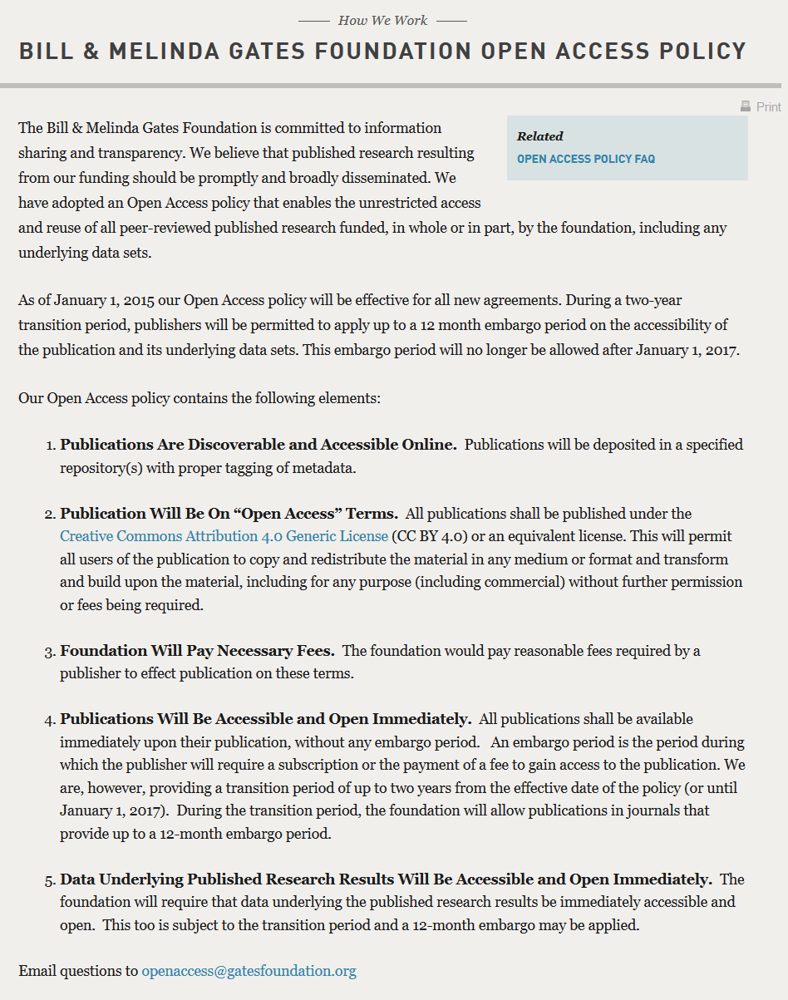 How We Work
BILL & MELINDA GATES FOUNDATION OPEN ACCESS POLICY
Print
Related
OPEN ACCESS POLICY FAQ
The Bill & Melinda Gates Foundation is committed to information
sharing and transparency. We believe that published research resulting
from our funding should be promptly and broadly disseminated. We
have adopted an Open Access policy that enables the unrestricted access
and reuse of all peer-reviewed published research funded, in whole or in part, by the foundation, including any
underlying data sets.
As of January 1, 2015 our Open Access policy will be effective for all new agreements. During a two-year
transition period, publishers will be permitted to apply up to a 12 month embargo period on the accessibility of
the publication and its underlying data sets. This embargo period will no longer be allowed after January 1, 2017.
Our Open Access policy contains the following elements:
1. Publications Are Discoverable and Accessible Online. Publications will be deposited in a specified
repository(s) with proper tagging of metadata.
2. Publication Will Be On “Open Access” Terms. All publications shall be published under the
Creative Commons Attribution 4.0 Generic License (CC BY 4.0) or an equivalent license. This will permit
all users of the publication to copy and redistribute the material in any medium or format and transform
and build upon the material, including for any purpose (including commercial) without further permission
or fees being required.
3. Foundation Will Pay Necessary Fees. The foundation would pay reasonable fees required by a
publisher to effect publication on these terms.
4. Publications Will Be Accessible and Open Immediately. All publications shall be available
immediately upon their publication, without any embargo period. An embargo period is the period during
which the publisher will require a subscription or the payment of a fee to gain access to the publication. We
are, however, providing a transition period of up to two years from the effective date of the policy (or until
January 1, 2017). During the transition period, the foundation will allow publications in journals that
provide up to a 12-month embargo period.
5. Data Underlying Published Research Results Will Be Accessible and Open Immediately. The
foundation will require that data underlying the published research results be immediately accessible and
open. This too is subject to the transition period and a 12-month embargo may be applied.
Email questions to openaccess@gatesfoundation.org